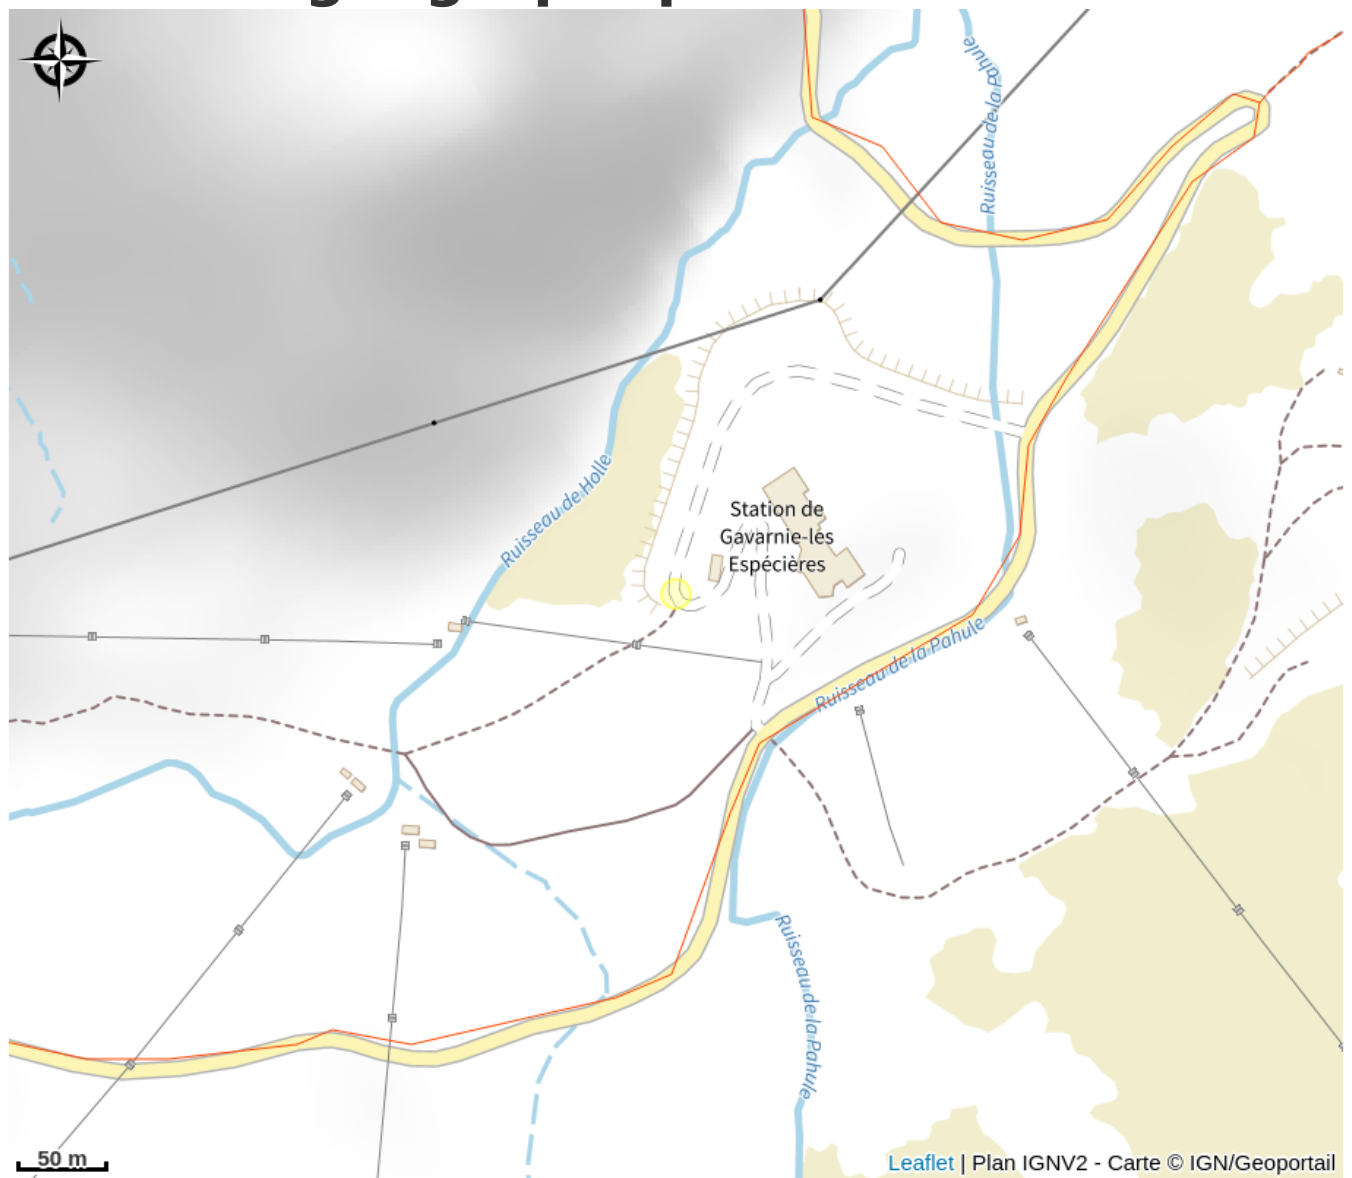 Ruisseau de la Pahule
Pahule
Ruisseau de Holle
Station de
Gavarnie-les
Espécières
Ruisseau de la Pahule
Ruisseau de la Pahule
50 m
Leaflet | Plan IGNV2 - Carte © IGN/Geoportail